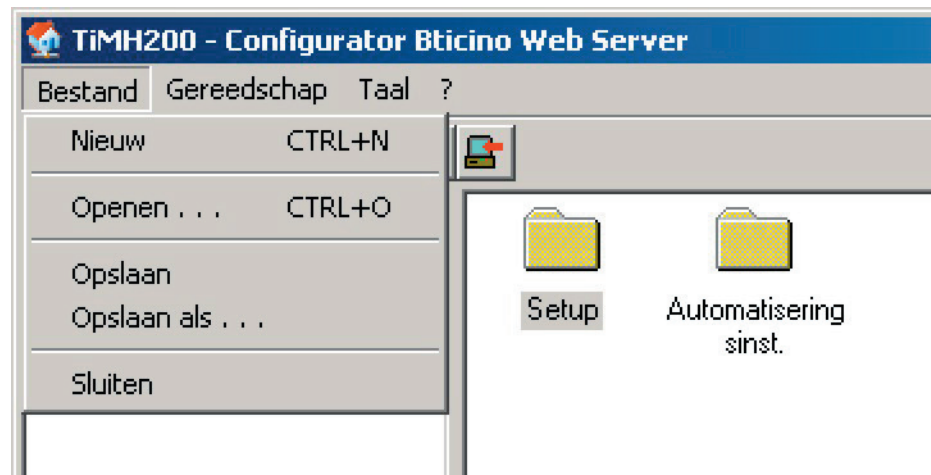 TiMH200 - Configurator Bticino Web Server
Bestand Gereedschap Taal ?
Nieuw CTRL+N
Openen . . . CTRL+O
Opslaan
Opslaan als . . .
Sluiten
Setup
Automatisering
sinst.